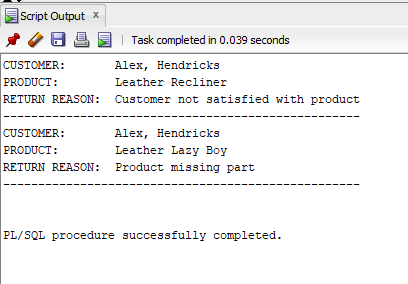 Script Output x
Task completed in 0.039 seconds
CUSTOMER:       Alex, Hendricks
PRODUCT:        Leather Recliner
RETURN REASON:  Customer not satisfied with product
---------------------------------------------------
CUSTOMER:       Alex, Hendricks
PRODUCT:        Leather Lazy Boy
RETURN REASON:  Product missing part
---------------------------------------------------
PL/SQL procedure successfully completed.